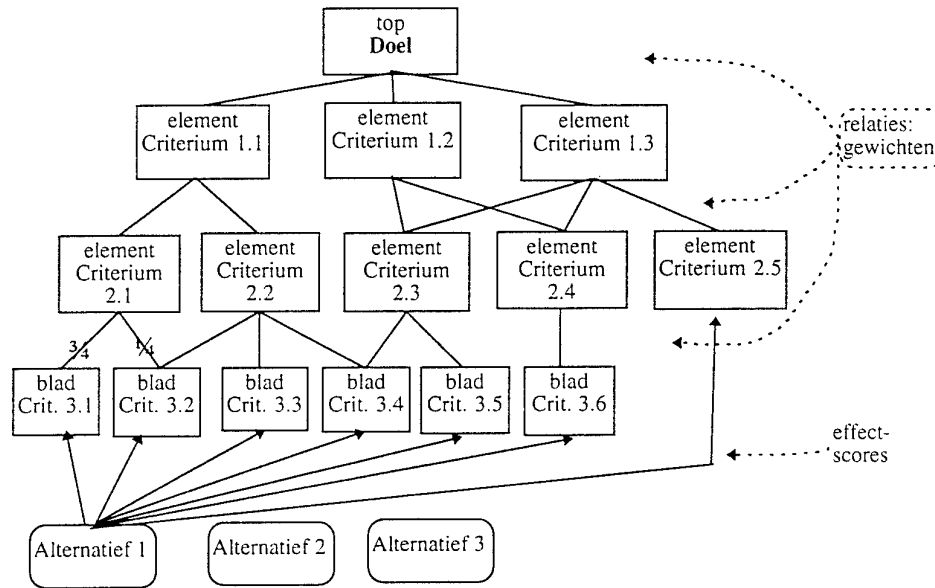 top
Doel
element
Criterium 1.1
element
Criterium 1.2
element
Criterium 1.3
relaties:
gewichten
element
Criterium
2.1
element
Criterium
2.2
element
Criterium
2.3
element
Criterium
2.4
element
Criterium 2.5
3/4
1/4
blad
Crit. 3.1
blad
Crit. 3.2
blad
Crit. 3.3
blad
Crit. 3.4
blad
Crit. 3.5
blad
Crit. 3.6
effect-
scores
Alternatief 1
Alternatief 2
Alternatief 3